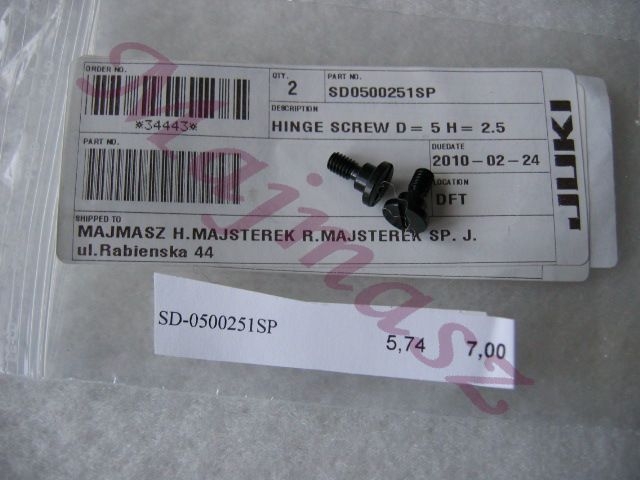 ORDER NO.
*34443*
QTY.
2
PART NO.
SD0500251SP
DESCRIPTION
HINGE SCREW D= 5 H= 2.5
PART NO.
DUEDATE
2010-02-24
LOCATION
DFT
SHIPPED TO
MAJMASZ H.MAJSTEREK R.MAJSTEREK SP. J.
ul.Rabienska 44
JUKI
SD-0500251SP
5,74 7,00
Majmasz